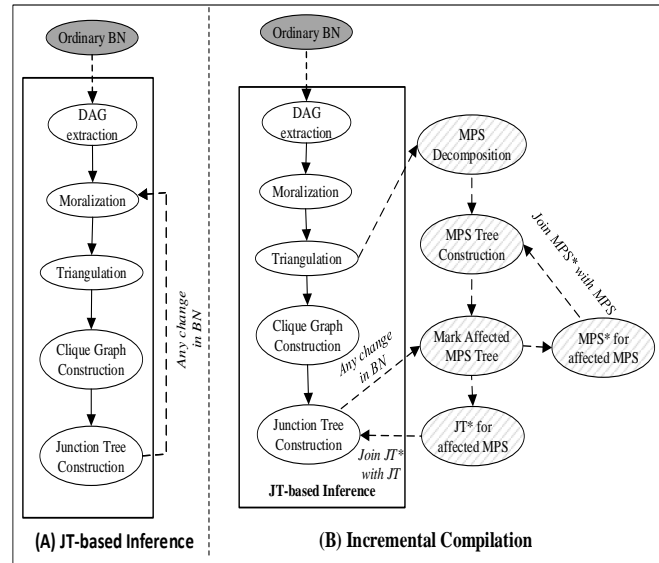 Ordinary BN
DAG
extraction
Moralization
Triangulation
Clique Graph
Construction
Junction Tree
Construction
Any change
in BN
(A) JT-based Inference
Ordinary BN
DAG
extraction
Moralization
Triangulation
Clique Graph
Construction
Junction Tree
Construction
JT-based Inference
Any change
in BN
MPS
Decomposition
MPS Tree
Construction
Mark Affected
MPS Tree
JT* for
affected MPS
Join JT*
with JT
MPS* for
affected MPS
Join MPS* with MPS
(B) Incremental Compilation